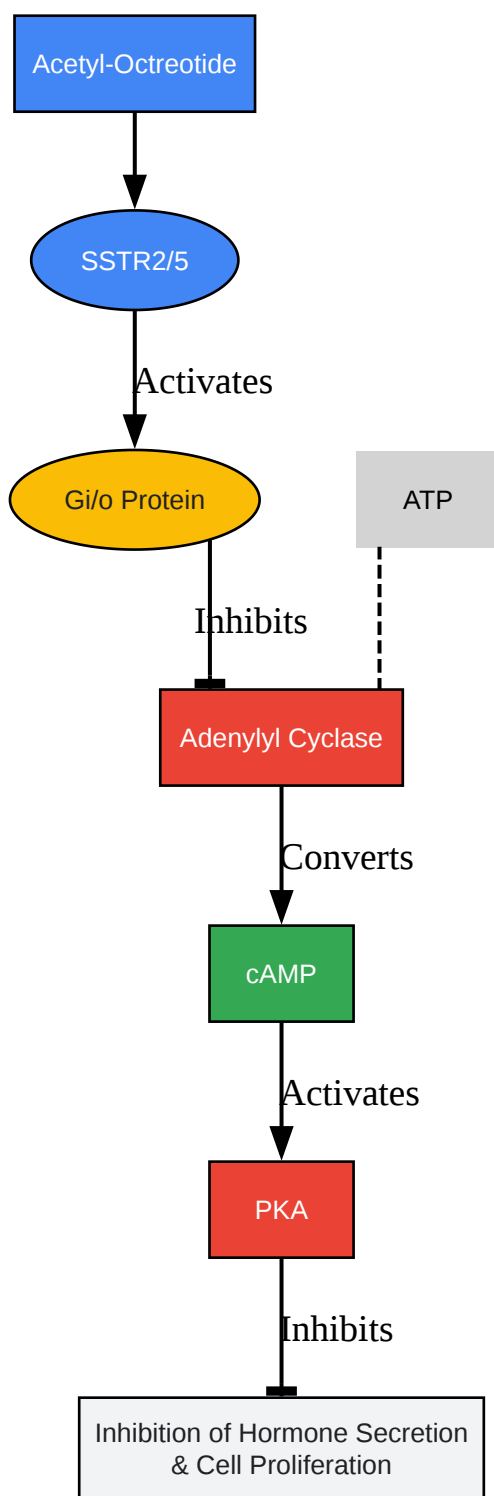 Acetyl-Octreotide
SSTR2/5
Activates
Gi/o Protein
ATP
Inhibits
Adenylyl Cyclase
Converts
cAMP
Activates
PKA
Inhibits
Inhibition of Hormone Secretion
& Cell Proliferation